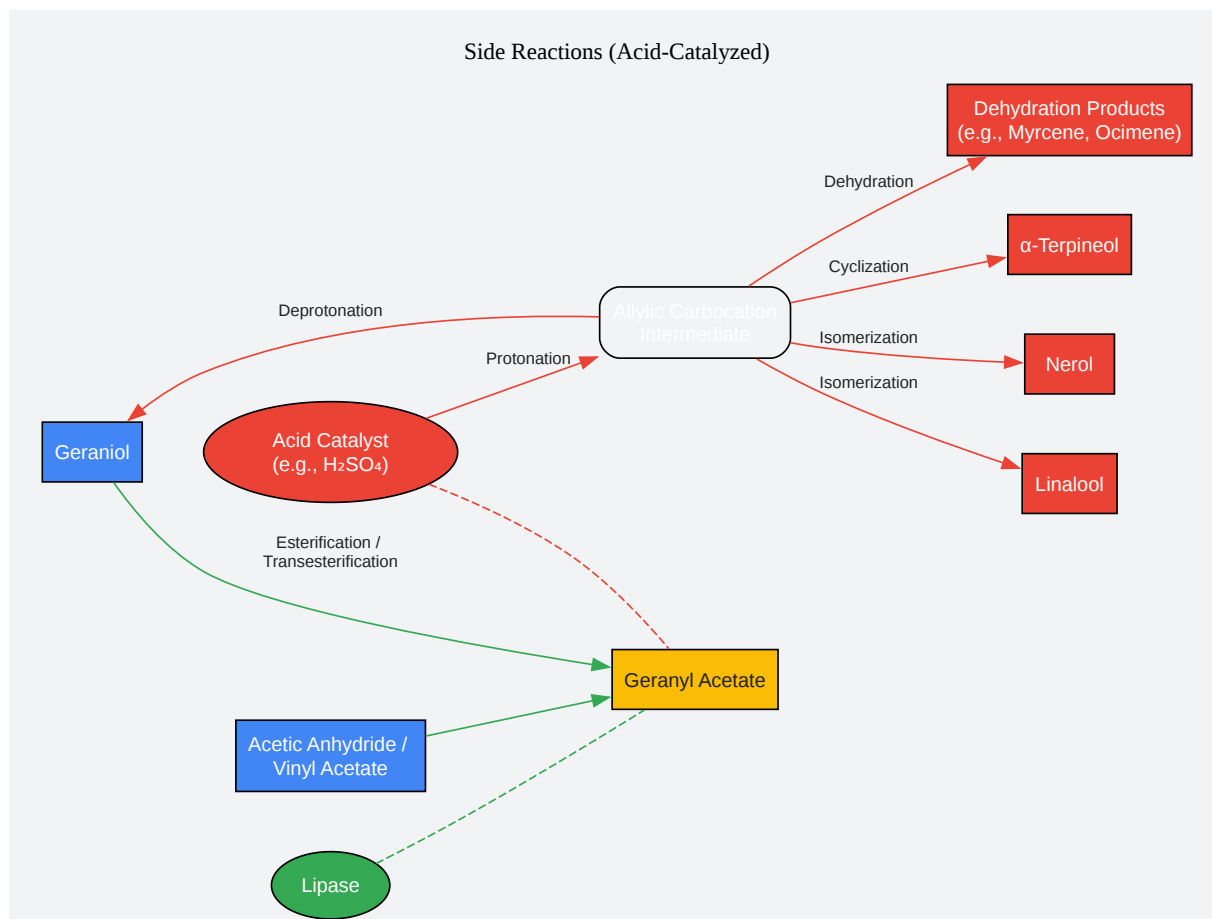 Side Reactions (Acid-Catalyzed)
Dehydration Products
(e.g., Myrcene, Ocimene)
Dehydration
α-Terpineol
Cyclization
Allylic Carbocation
Intermediate
Deprotonation
Isomerization
Nerol
Protonation
Isomerization
Geraniol
Acid Catalyst
(e.g., H₂SO₄)
Linalool
Esterification /
Transesterification
Geranyl Acetate
Acetic Anhydride /
Vinyl Acetate
Lipase